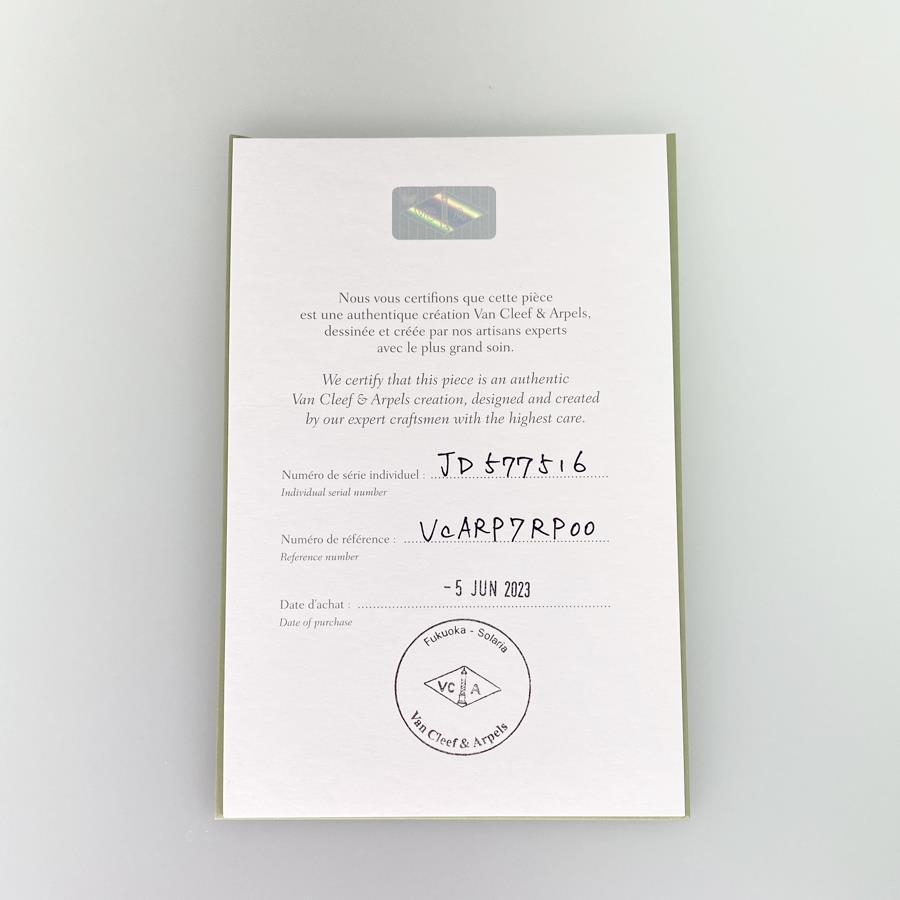 Nous vous certifions que cette pièce
est une authentique création Van Cleef & Arpels,
dessinée et créée par nos artisans experts
avec le plus grand soin.
We certify that this piece is an authentic
Van Cleef & Arpels creation, designed and created
by our expert craftsmen with the highest care.
Numéro de série individuel : JD577516
Individual serial number
Numéro de référence : VCARP7RP00
Reference number
Date d'achat : -5 JUN 2023
Date of purchase
Fukuoka - Solaria
VC A
Van Cleef & Arpels